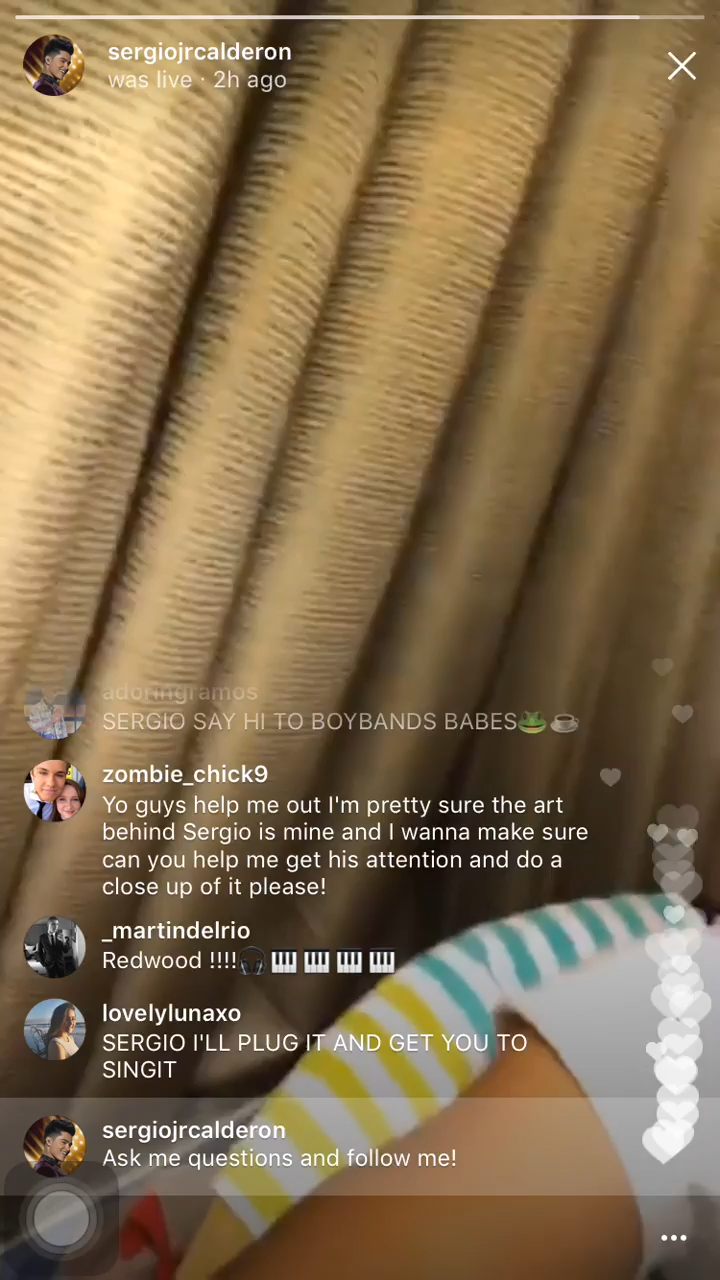 sergiojrcalderon
was live · 2h ago
adoringramos
SERGIO SAY HI TO BOYBANDS BABES🐸☕
zombie_chick9
Yo guys help me out I'm pretty sure the art
behind Sergio is mine and I wanna make sure
can you help me get his attention and do a
close up of it please!
_martindelrio
Redwood !!!!🎧🎹🎹🎹🎹
lovelylunaxo
SERGIO I'LL PLUG IT AND GET YOU TO
SINGIT
sergiojrcalderon
Ask me questions and follow me!